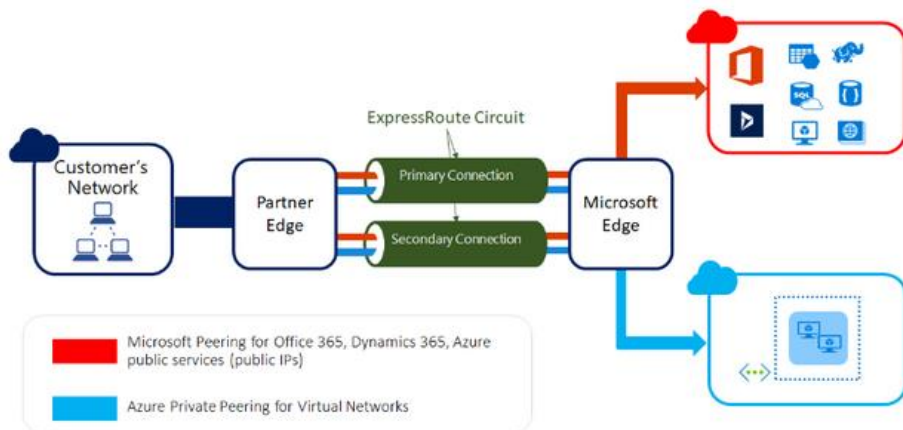 ExpressRoute Circuit
Customer's
Network
Partner
Edge
Primary Connection
Secondary Connection
Microsoft
Edge
SQL
Microsoft Peering for Office 365, Dynamics 365, Azure
public services (public IPs)
Azure Private Peering for Virtual Networks